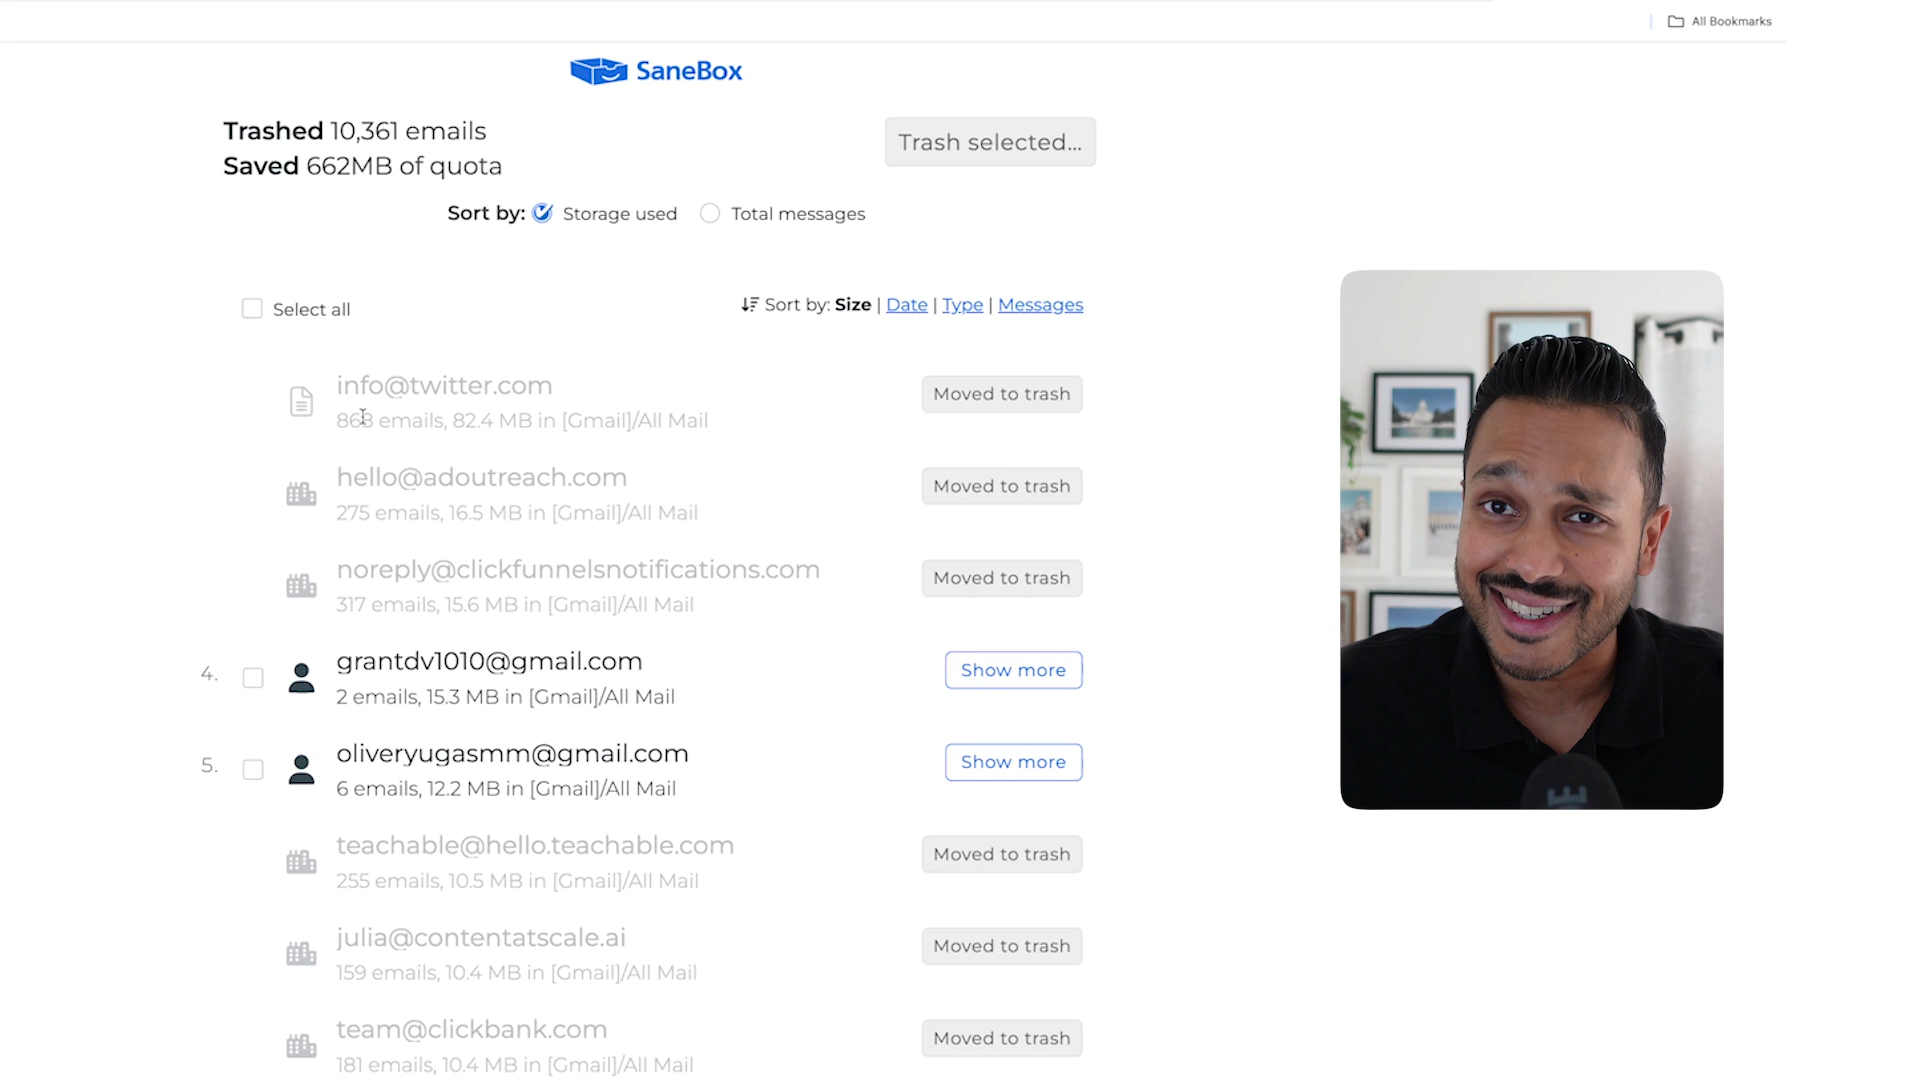 All Bookmarks
SaneBox
Trashed 10,361 emails
Saved 662MB of quota
Trash selected...
Sort by: Storage used Total messages
Select all
Sort by: Size | Date | Type | Messages
info@twitter.com
868 emails, 82.4 MB in [Gmail]/All Mail
Moved to trash
hello@adoutreach.com
275 emails, 16.5 MB in [Gmail]/All Mail
Moved to trash
noreply@clickfunnelsnotifications.com
317 emails, 15.6 MB in [Gmail]/All Mail
Moved to trash
4. grantdv1010@gmail.com
2 emails, 15.3 MB in [Gmail]/All Mail
Show more
5. oliveryugasmm@gmail.com
6 emails, 12.2 MB in [Gmail]/All Mail
Show more
teachable@hello.teachable.com
255 emails, 10.5 MB in [Gmail]/All Mail
Moved to trash
julia@contentatscale.ai
159 emails, 10.4 MB in [Gmail]/All Mail
Moved to trash
team@clickbank.com
181 emails, 10.4 MB in [Gmail]/All Mail
Moved to trash